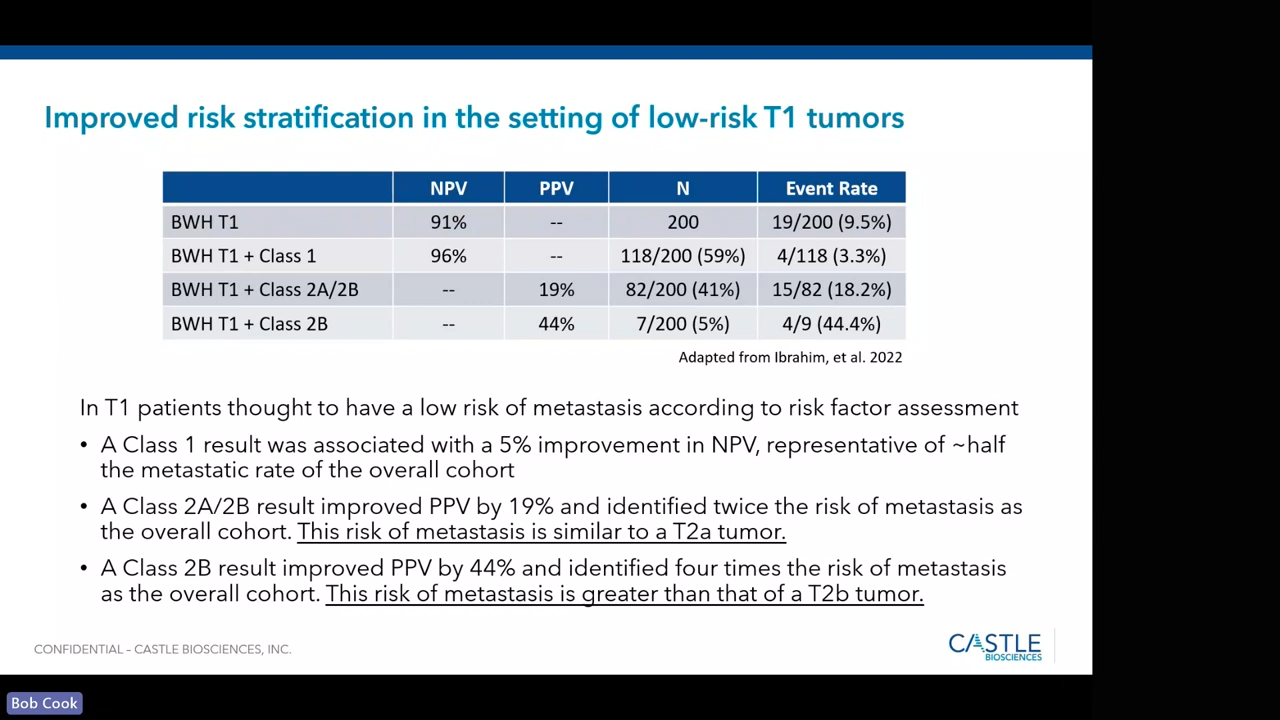 Improved risk stratification in the setting of low-risk T1 tumors
NPV PPV N Event Rate
BWH T1 91% -- 200 19/200 (9.5%)
BWH T1 + Class 1 96% -- 118/200 (59%) 4/118 (3.3%)
BWH T1 + Class 2A/2B -- 19% 82/200 (41%) 15/82 (18.2%)
BWH T1 + Class 2B -- 44% 7/200 (5%) 4/9 (44.4%)
Adapted from Ibrahim, et al. 2022
In T1 patients thought to have a low risk of metastasis according to risk factor assessment
• A Class 1 result was associated with a 5% improvement in NPV, representative of ~half
the metastatic rate of the overall cohort
• A Class 2A/2B result improved PPV by 19% and identified twice the risk of metastasis as
the overall cohort. This risk of metastasis is similar to a T2a tumor.
• A Class 2B result improved PPV by 44% and identified four times the risk of metastasis
as the overall cohort. This risk of metastasis is greater than that of a T2b tumor.
CONFIDENTIAL – CASTLE BIOSCIENCES, INC.
CASTLE
BIOSCIENCES
Bob Cook